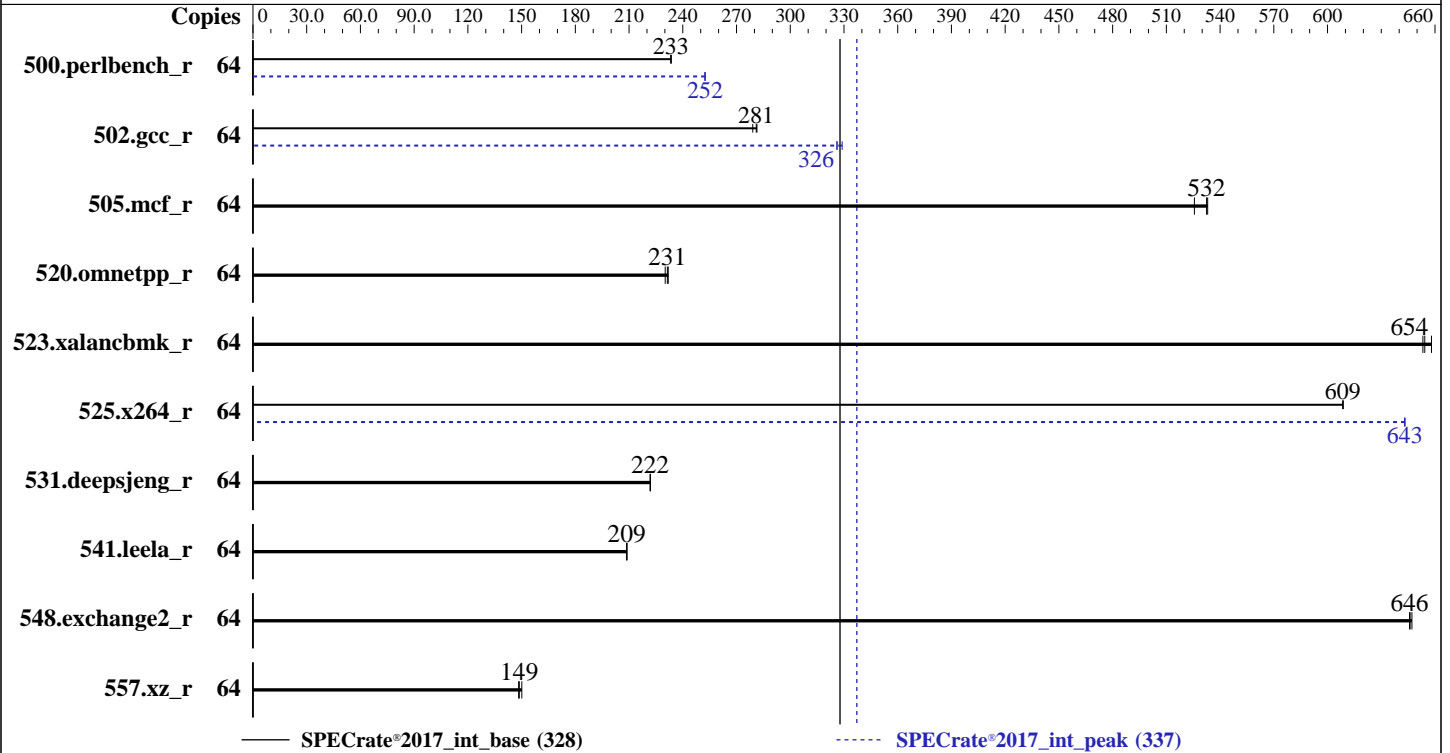 Copies 0 30.0 60.0 90.0 120 150 180 210 240 270 300 330 360 390 420 450 480 510 540 570 600 660
500.perlbench_r 64 233
252
502.gcc_r 64 281
326
505.mcf_r 64 532
520.omnetpp_r 64 231
523.xalancbmk_r 64 654
525.x264_r 64 609
643
531.deepsjeng_r 64 222
541.leela_r 64 209
548.exchange2_r 64 646
557.xz_r 64 149
SPECrate®2017_int_base (328) SPECrate®2017_int_peak (337)